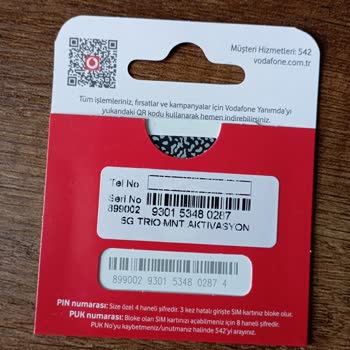 Müşteri Hizmetleri: 542
vodafone.com.tr
Tüm işlemleriniz, fırsatlar ve kampanyalar için Vodafone Yanımda'yı
yukarıdaki QR kodu kullanarak hemen indirebilirsiniz.
Tel No
Seri No
899002 9301 5348 0287
5G TRIO-MNT AKTIVASYON
899002 9301 5348 0287 4
PIN numarası: Size özel 4 haneli şifredir. 3 kez hatalı girişte SIM kartınız bloke olur.
PUK numarası: Bloke olan SIM kartınızı açabilmeniz için 8 haneli şifredir.
PUK No'yu kaybetmeniz/unutmanız halinde 542'yi arayınız.